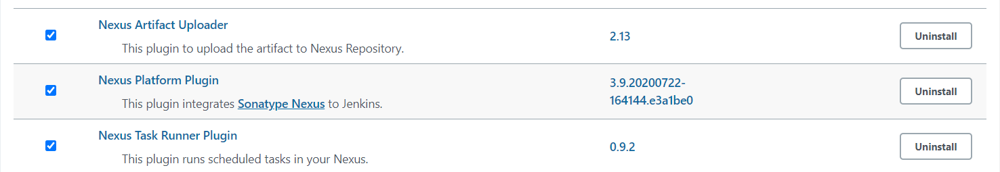 Nexus Artifact Uploader
This plugin to upload the artifact to Nexus Repository.
2.13
Uninstall
Nexus Platform Plugin
This plugin integrates Sonatype Nexus to Jenkins.
3.9.20200722-
164144.e3a1be0
Uninstall
Nexus Task Runner Plugin
This plugin runs scheduled tasks in your Nexus.
0.9.2
Uninstall